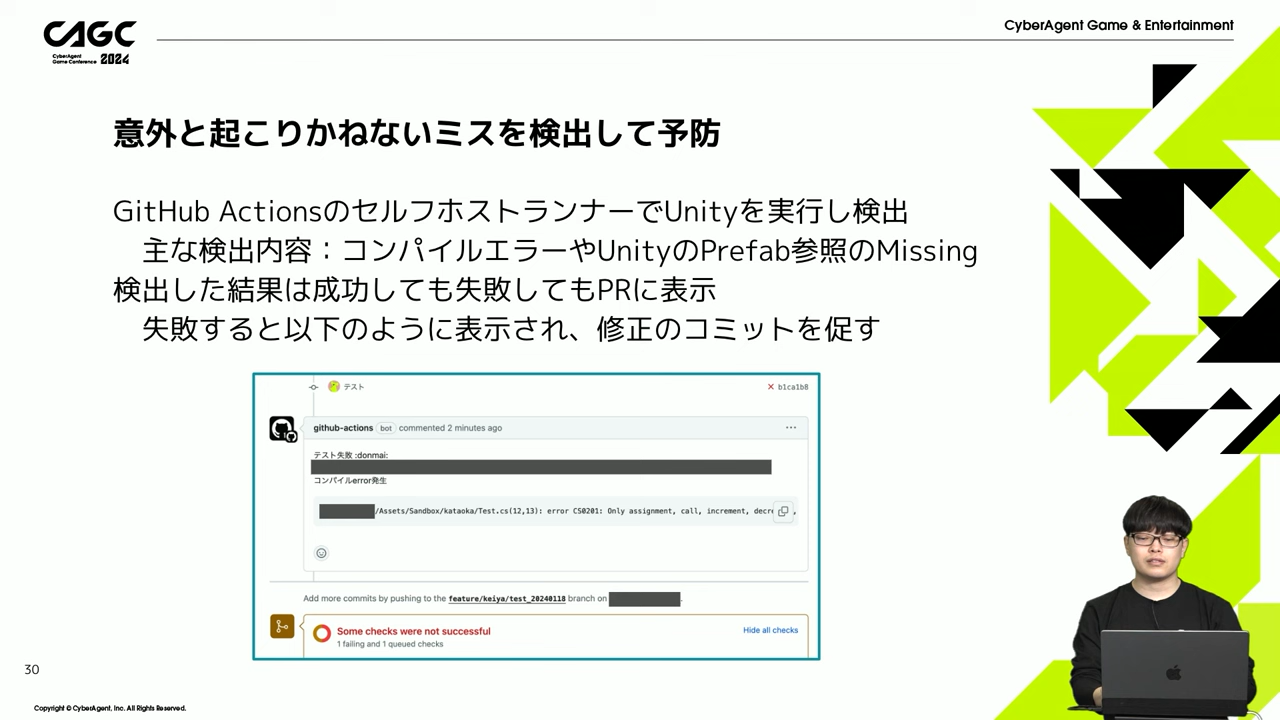 CAGC
CyberAgent
Game Conference 2024
CyberAgent Game & Entertainment
意外と起こりかねないミスを検出して予防
GitHub ActionsのセルフホストランナーでUnityを実行し検出
主な検出内容：コンパイルエラーやUnityのPrefab参照のMissing
検出した結果は成功しても失敗してもPRに表示
失敗すると以下のように表示され、修正のコミットを促す
テスト
b1ca1b8
github-actions bot commented 2 minutes ago
テスト失敗 :donmai:
コンパイルerror発生
/Assets/Sandbox/kataoka/Test.cs(12,13): error CS0201: Only assignment, call, increment, decre
Add more commits by pushing to the feature/keiya/test_20240118 branch on
Some checks were not successful
Hide all checks
1 failing and 1 queued checks
30
Copyright © CyberAgent, Inc. All Rights Reserved.